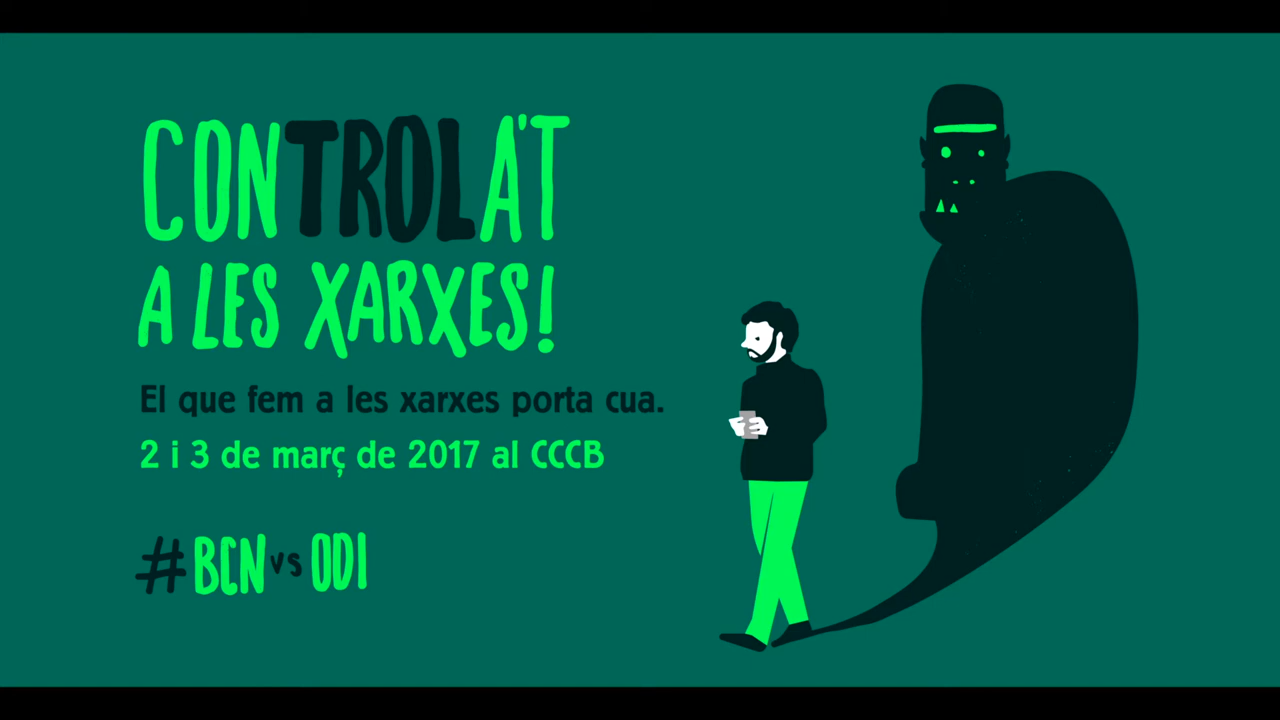 CONTROLA'T
A LES XARXES!
El que fem a les xarxes porta cua.
2 i 3 de març de 2017 al CCCB
#BCN vs ODI